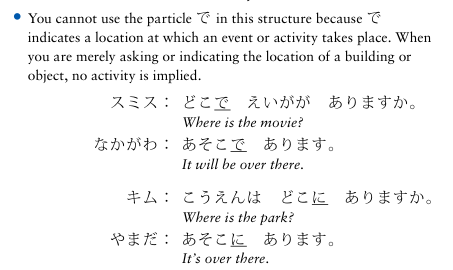 • You cannot use the particle で in this structure because で
indicates a location at which an event or activity takes place. When
you are merely asking or indicating the location of a building or
object, no activity is implied.
スミス： どこで えいがが ありますか。
Where is the movie?
なかがわ： あそこで あります。
It will be over there.
キム： こうえんは どこに ありますか。
Where is the park?
やまだ： あそこに あります。
It's over there.